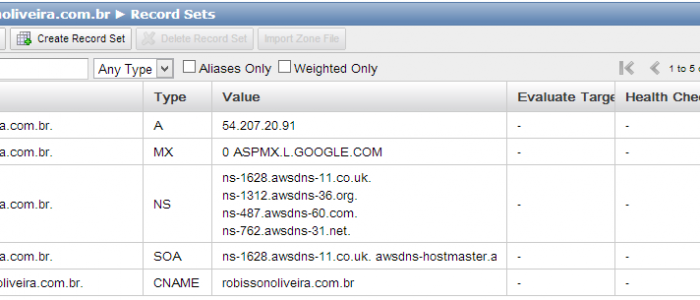 noliveira.com.br ▸ Record Sets
Create Record Set Delete Record Set Import Zone File
Any Type Aliases Only Weighted Only 1 to 5
Type Value Evaluate Targe Health Chec
a.com.br. A 54.207.20.91 - -
a.com.br. MX 0 ASPMX.L.GOOGLE.COM - -
ns-1628.awsdns-11.co.uk.
ns-1312.awsdns-36.org.
a.com.br. NS - -
ns-487.awsdns-60.com.
ns-762.awsdns-31.net.
a.com.br. SOA ns-1628.awsdns-11.co.uk. awsdns-hostmaster.a - -
oliveira.com.br. CNAME robissonoliveira.com.br - -